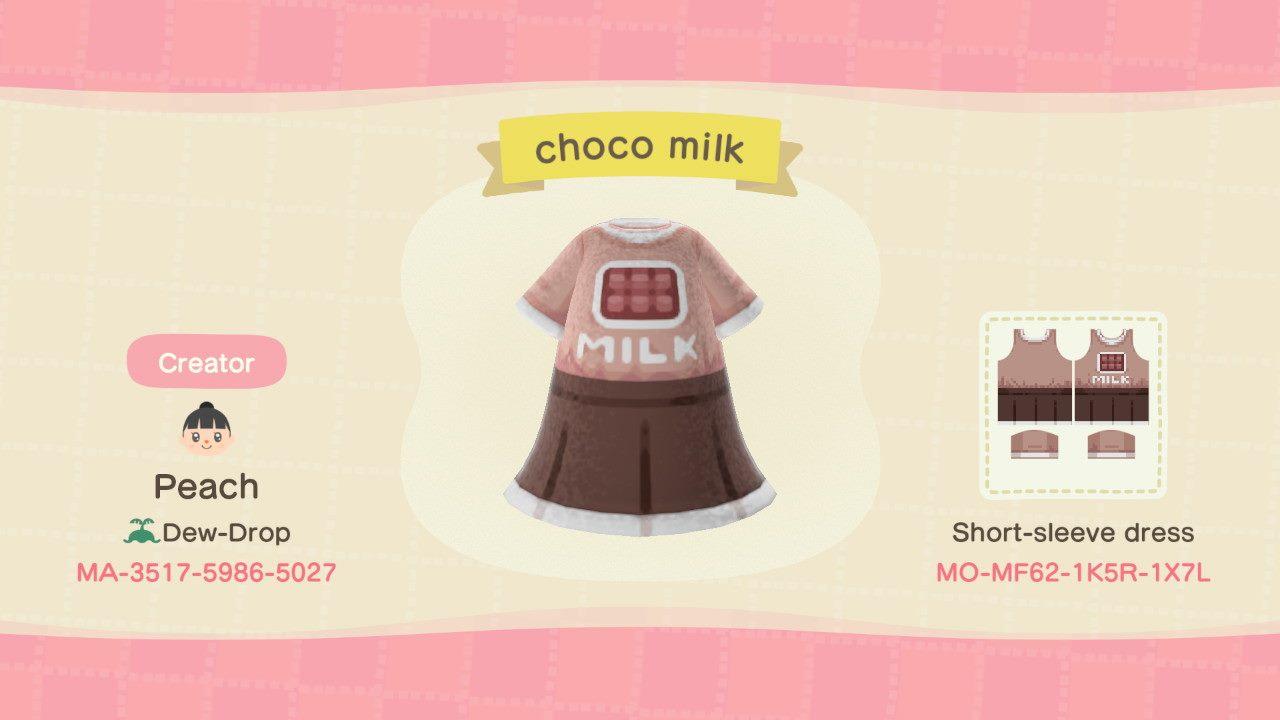 choco milk
MILK
Creator
Peach
Dew-Drop
MA-3517-5986-5027
MILK
Short-sleeve dress
MO-MF62-1K5R-1X7L